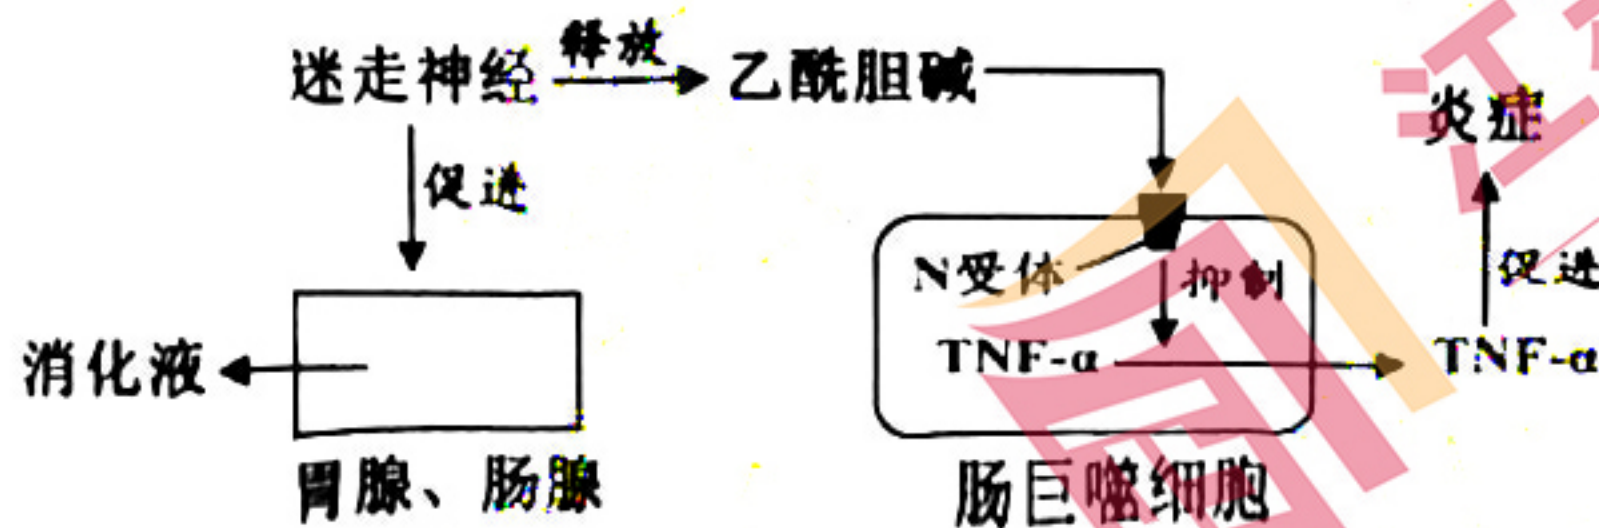 迷走神经 释放 乙酰胆碱
炎症
促进
N受体 抑制
促进
消化液
TNF-α
TNF-α
胃腺、肠腺
肠巨噬细胞